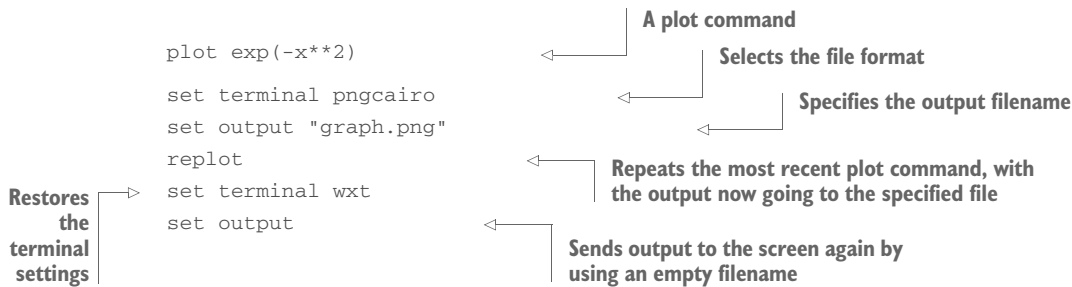 A plot command
plot exp(-x**2)
Selects the file format
set terminal pngcairo
Specifies the output filename
set output "graph.png"
replot
Repeats the most recent plot command, with
the output now going to the specified file
Restores
the
terminal
settings
set terminal wxt
set output
Sends output to the screen again by
using an empty filename